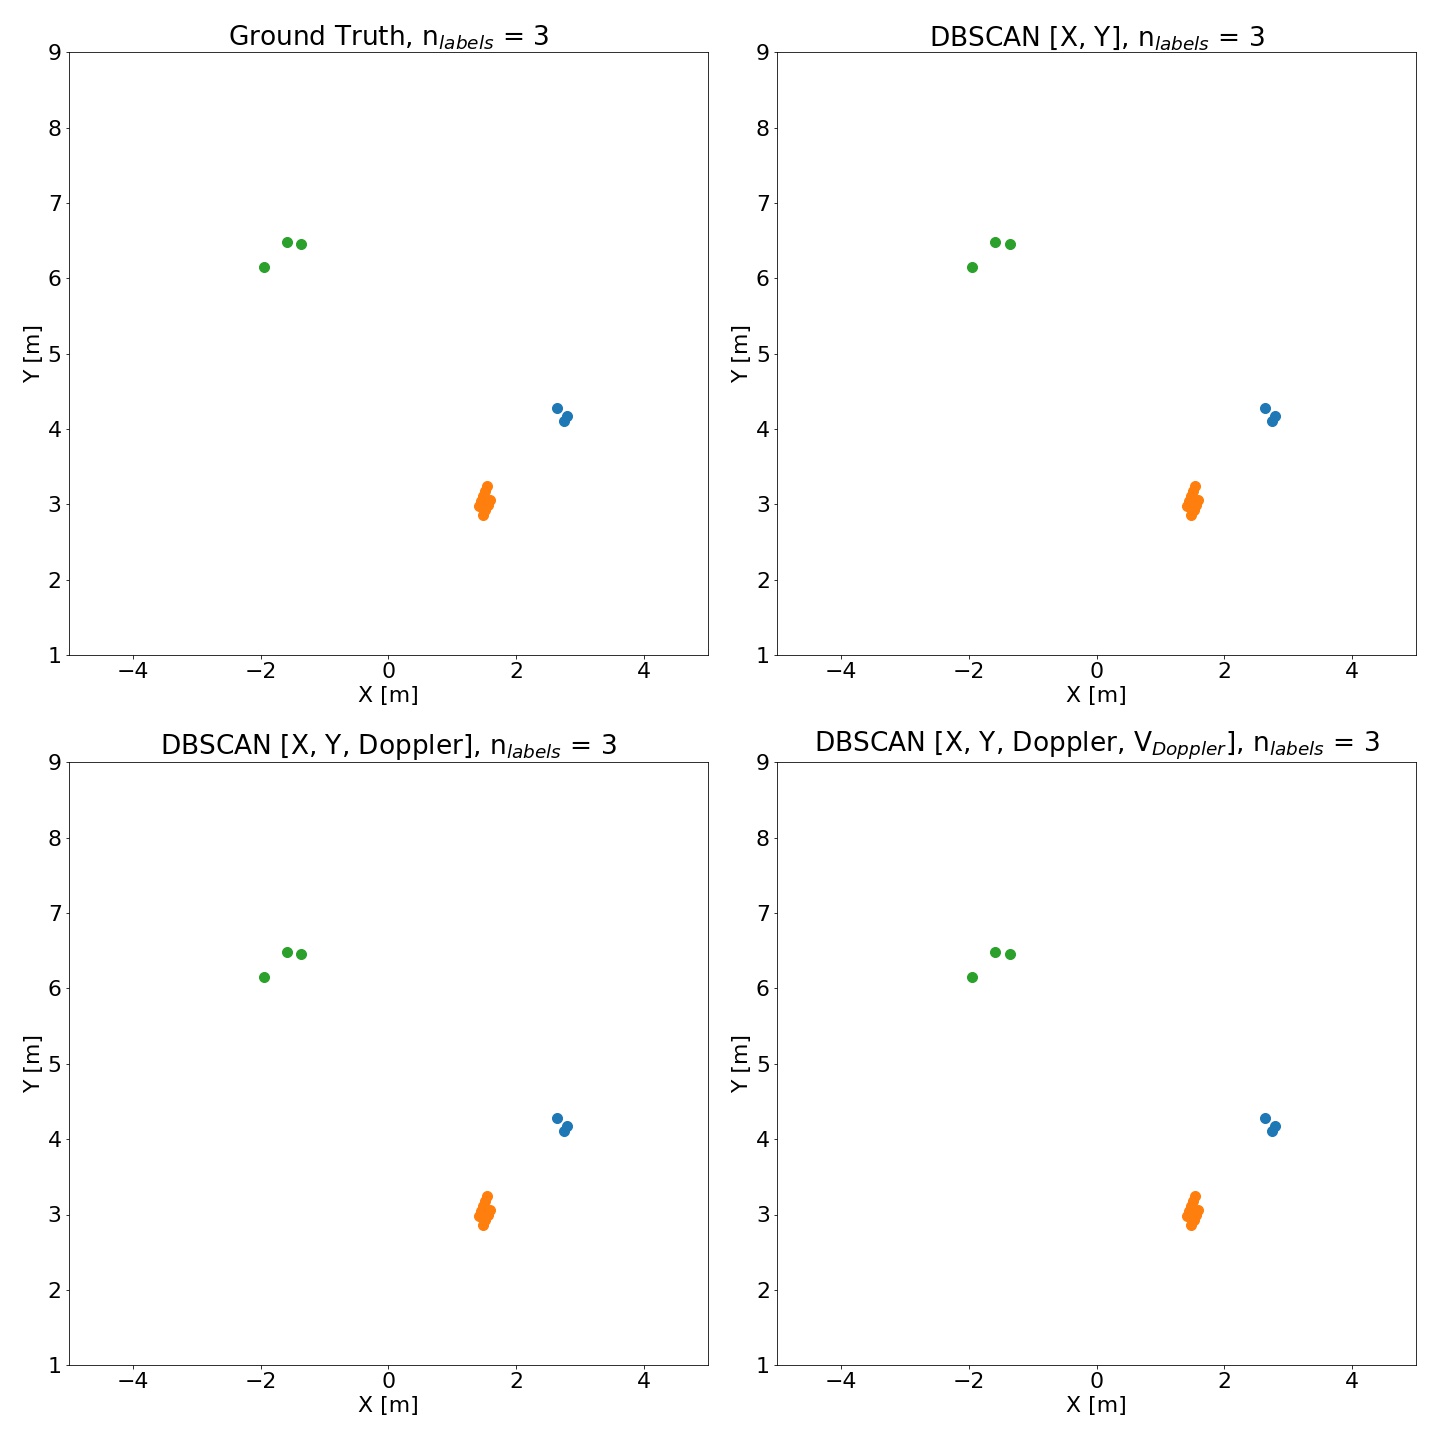 Ground Truth, n_labels = 3
9
8
7
6
5
4
3
2
1
Y [m]
−4 −2 0 2 4
X [m]
DBSCAN [X, Y], n_labels = 3
9
8
7
6
5
4
3
2
1
Y [m]
−4 −2 0 2 4
X [m]
DBSCAN [X, Y, Doppler], n_labels = 3
9
8
7
6
5
4
3
2
1
Y [m]
−4 −2 0 2 4
X [m]
DBSCAN [X, Y, Doppler, V_Doppler], n_labels = 3
9
8
7
6
5
4
3
2
1
Y [m]
−4 −2 0 2 4
X [m]